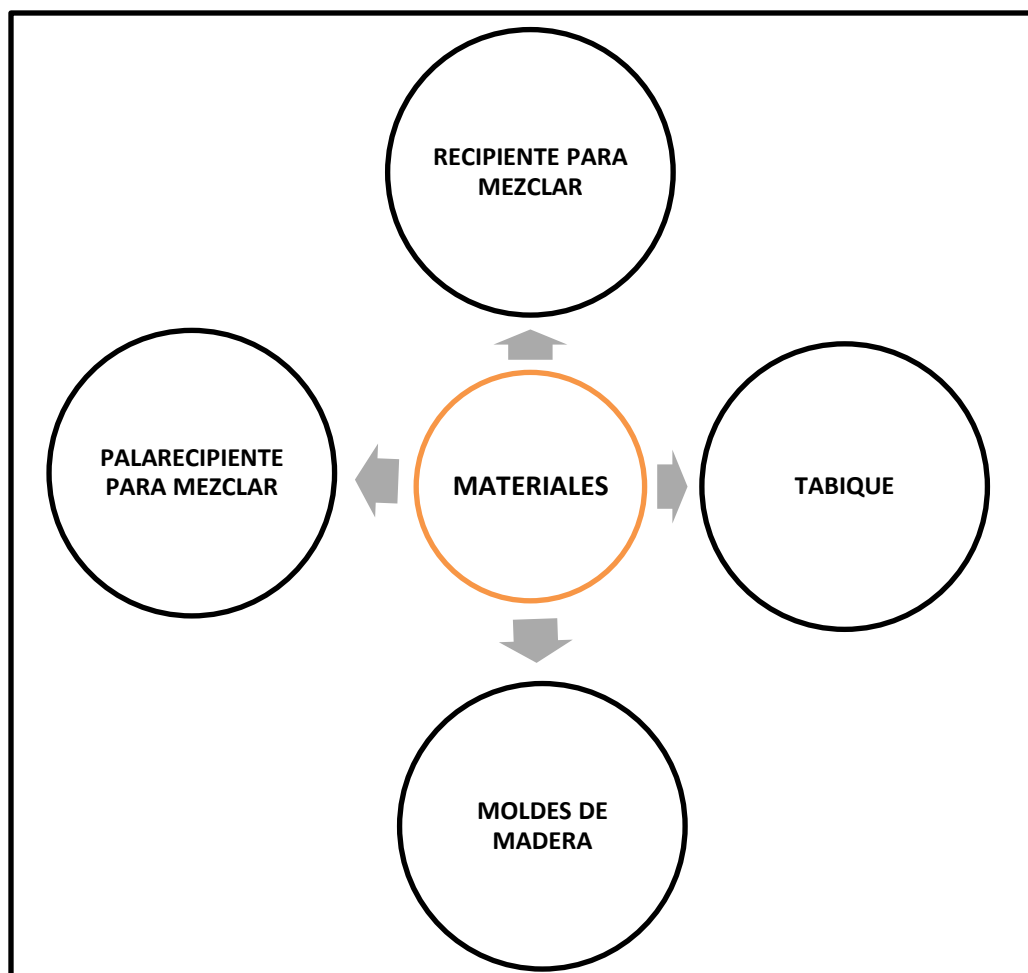 RECIPIENTE PARA
MEZCLAR
PALARECIPIENTE
PARA MEZCLAR
MATERIALES
TABIQUE
MOLDES DE
MADERA